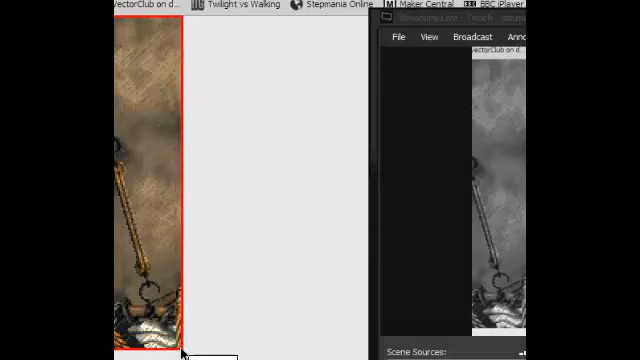 VectorClub on d... Twilight vs Walking Stepmania Online Maker Central BBC iPlayer
File View Broadcast
VectorClub on d
Scene Sources: